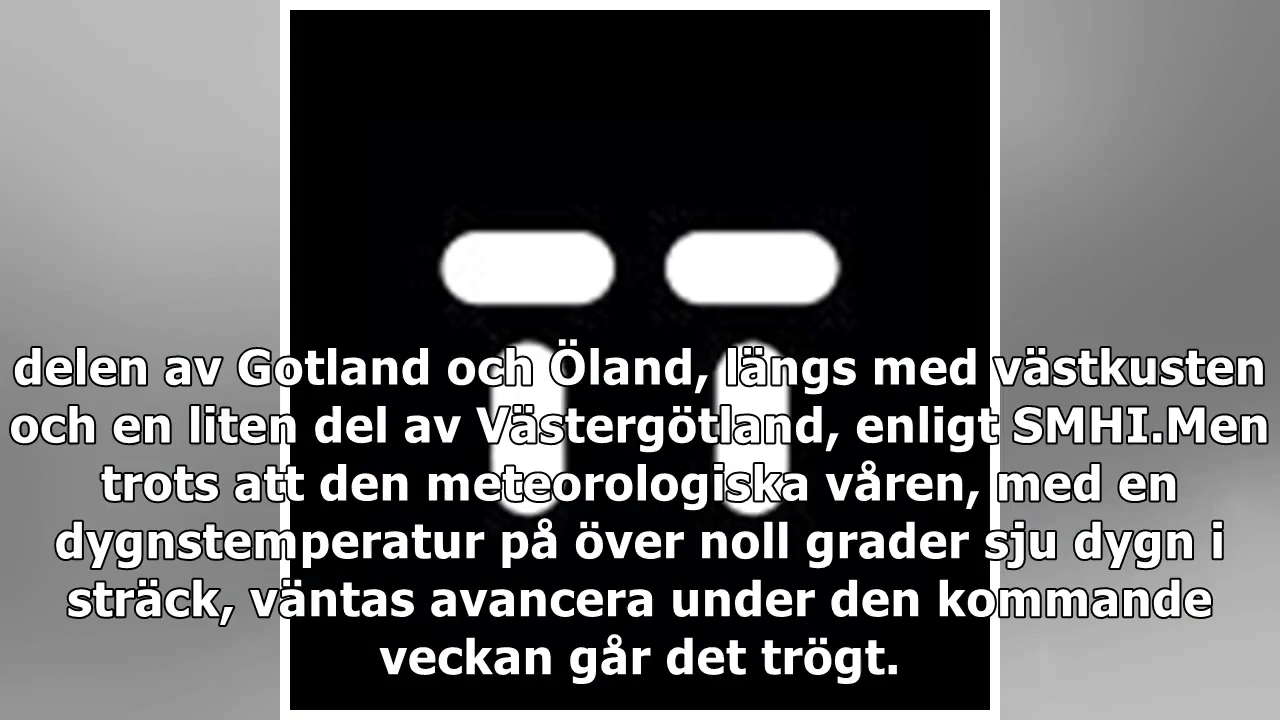 delen av Gotland och Öland, längs med västkusten
och en liten del av Västergötland, enligt SMHI.Men
trots att den meteorologiska våren, med en
dygnstemperatur på över noll grader sju dygn i
sträck, väntas avancera under den kommande
veckan går det trögt.